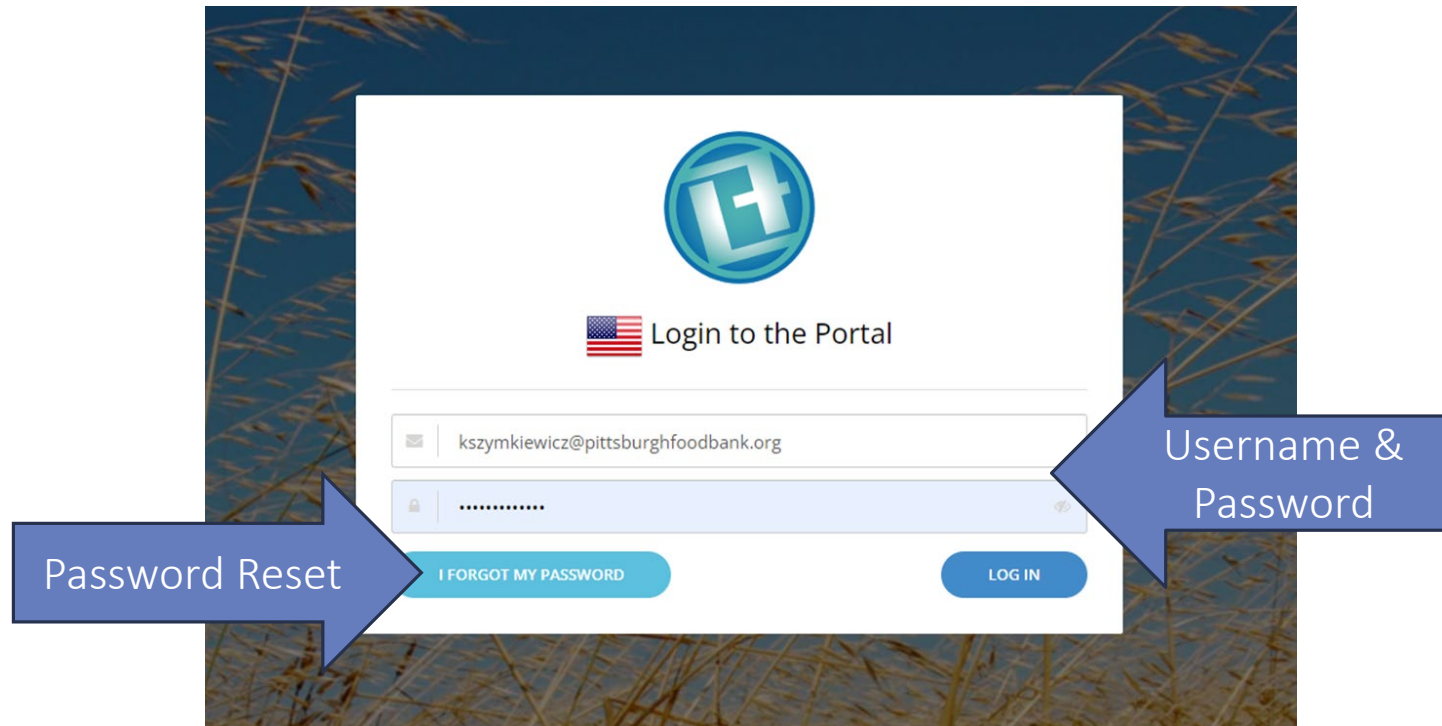 Login to the Portal
kszymkiewicz@pittsburghfoodbank.org
•••••••••••••
Username &
Password
Password Reset
I FORGOT MY PASSWORD
LOG IN